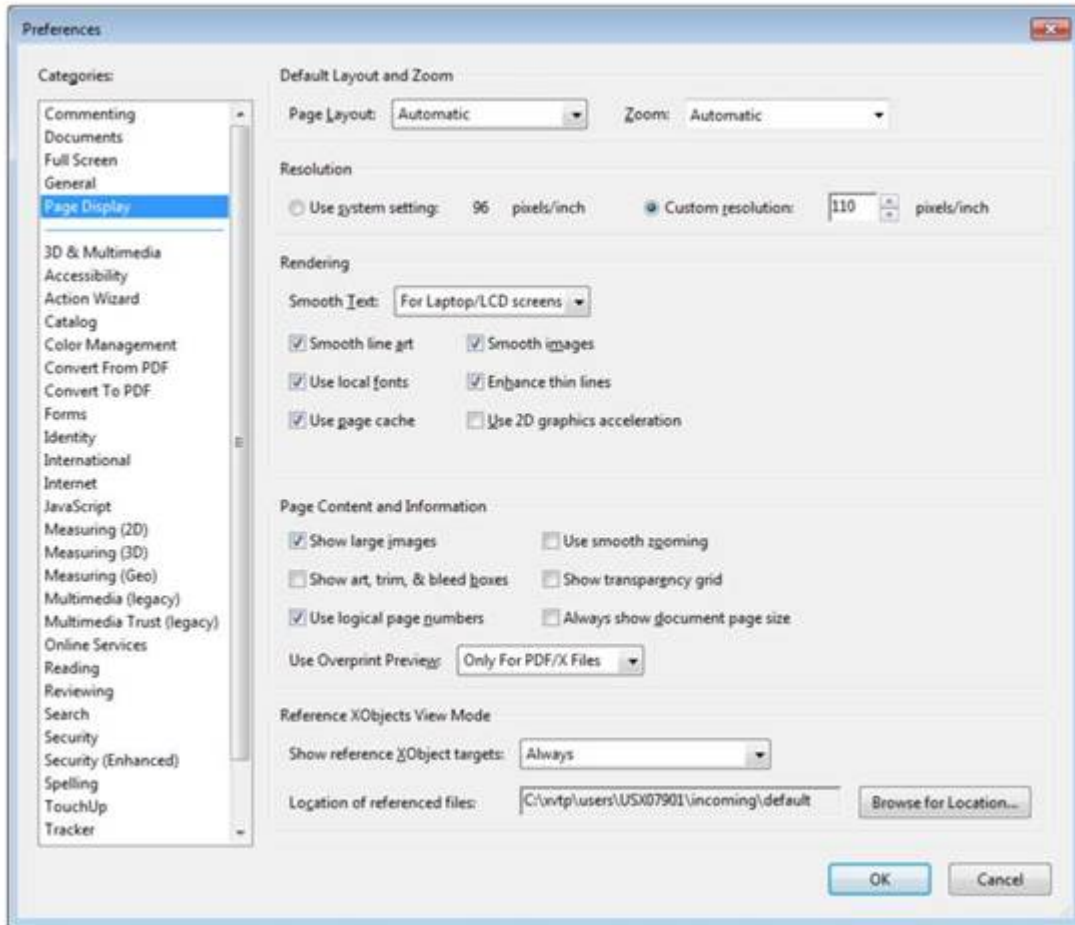 Preferences
Categories:
Commenting
Documents
Full Screen
General
Page Display
3D & Multimedia
Accessibility
Action Wizard
Catalog
Color Management
Convert From PDF
Convert To PDF
Forms
Identity
International
Internet
JavaScript
Measuring (2D)
Measuring (3D)
Measuring (Geo)
Multimedia (legacy)
Multimedia Trust (legacy)
Online Services
Reading
Reviewing
Search
Security
Security (Enhanced)
Spelling
TouchUp
Tracker
Default Layout and Zoom
Page Layout: Automatic Zoom: Automatic
Resolution
Use system setting: 96 pixels/inch Custom resolution: 110 pixels/inch
Rendering
Smooth Text: For Laptop/LCD screens
Smooth line art Smooth images
Use local fonts Enhance thin lines
Use page cache Use 2D graphics acceleration
Page Content and Information
Show large images Use smooth zooming
Show art, trim, & bleed boxes Show transparency grid
Use logical page numbers Always show document page size
Use Overprint Preview: Only For PDF/X Files
Reference XObjects View Mode
Show reference XObject targets: Always
Location of referenced files: C:\xvtp\users\USX07901\incoming\default Browse for Location...
OK Cancel